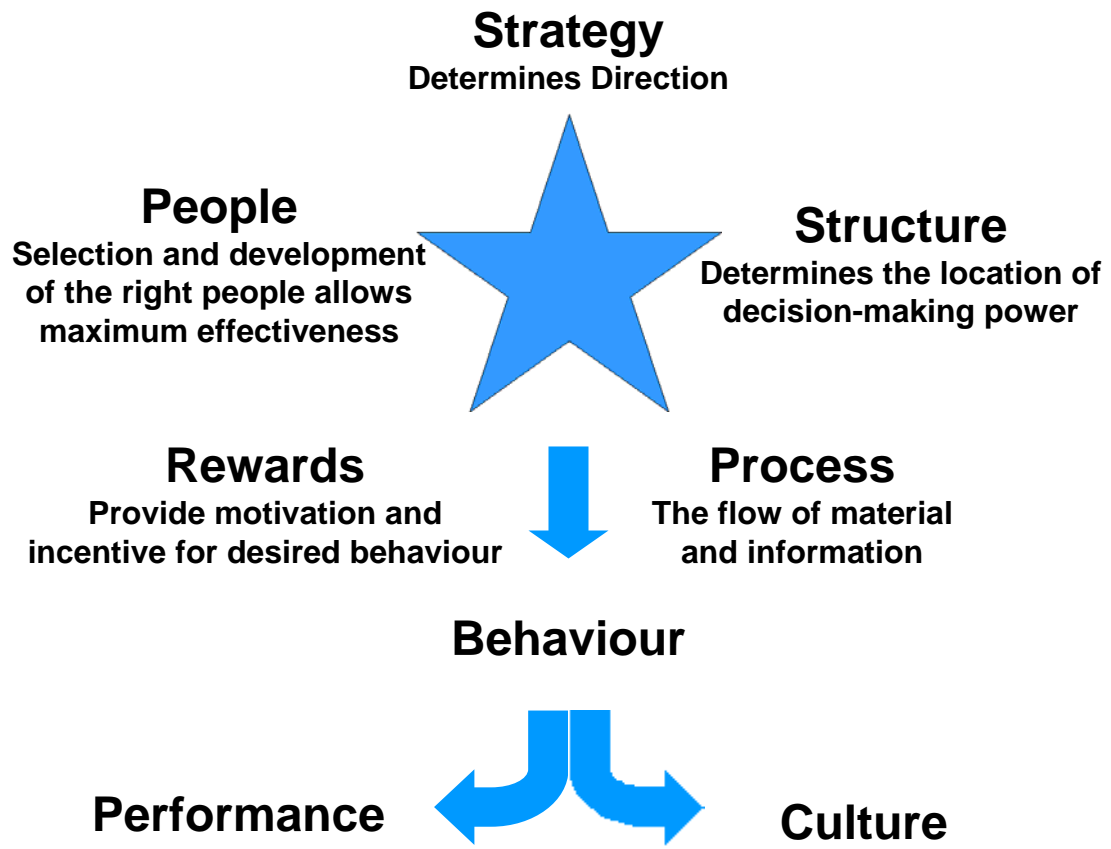 Strategy
Determines Direction
People
Selection and development
of the right people allows
maximum effectiveness
Structure
Determines the location of
decision-making power
Rewards
Provide motivation and
incentive for desired behaviour
Process
The flow of material
and information
Behaviour
Performance
Culture